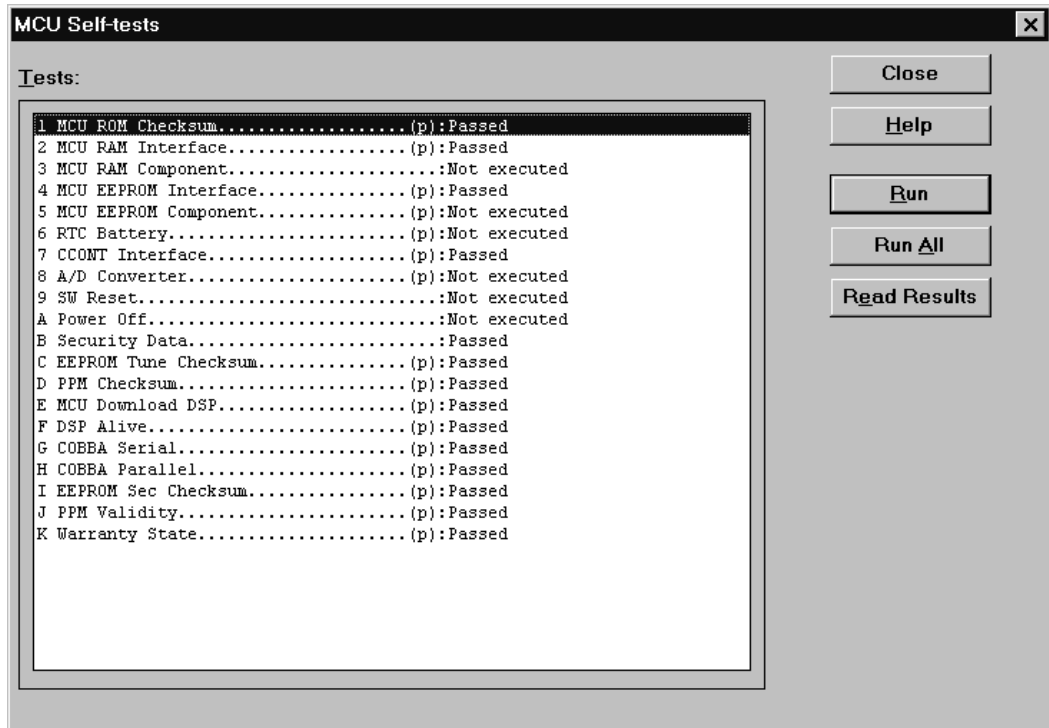 MCU Self-tests
Tests:
1 MCU ROM Checksum...................(p):Passed
2 MCU RAM Interface..................(p):Passed
3 MCU RAM Component.....................:Not executed
4 MCU EEPROM Interface...............(p):Passed
5 MCU EEPROM Component...............(p):Not executed
6 RTC Battery........................(p):Not executed
7 CCONT Interface....................(p):Passed
8 A/D Converter......................(p):Not executed
9 SW Reset..............................:Not executed
A Power Off.............................:Not executed
B Security Data.........................:Passed
C EEPROM Tune Checksum...............(p):Passed
D PPM Checksum.......................(p):Passed
E MCU Download DSP...................(p):Passed
F DSP Alive..........................(p):Passed
G COBBA Serial.......................(p):Passed
H COBBA Parallel.....................(p):Passed
I EEPROM Sec Checksum................(p):Passed
J PPM Validity.......................(p):Passed
K Warranty State.....................(p):Passed
Close
Help
Run
Run All
Read Results